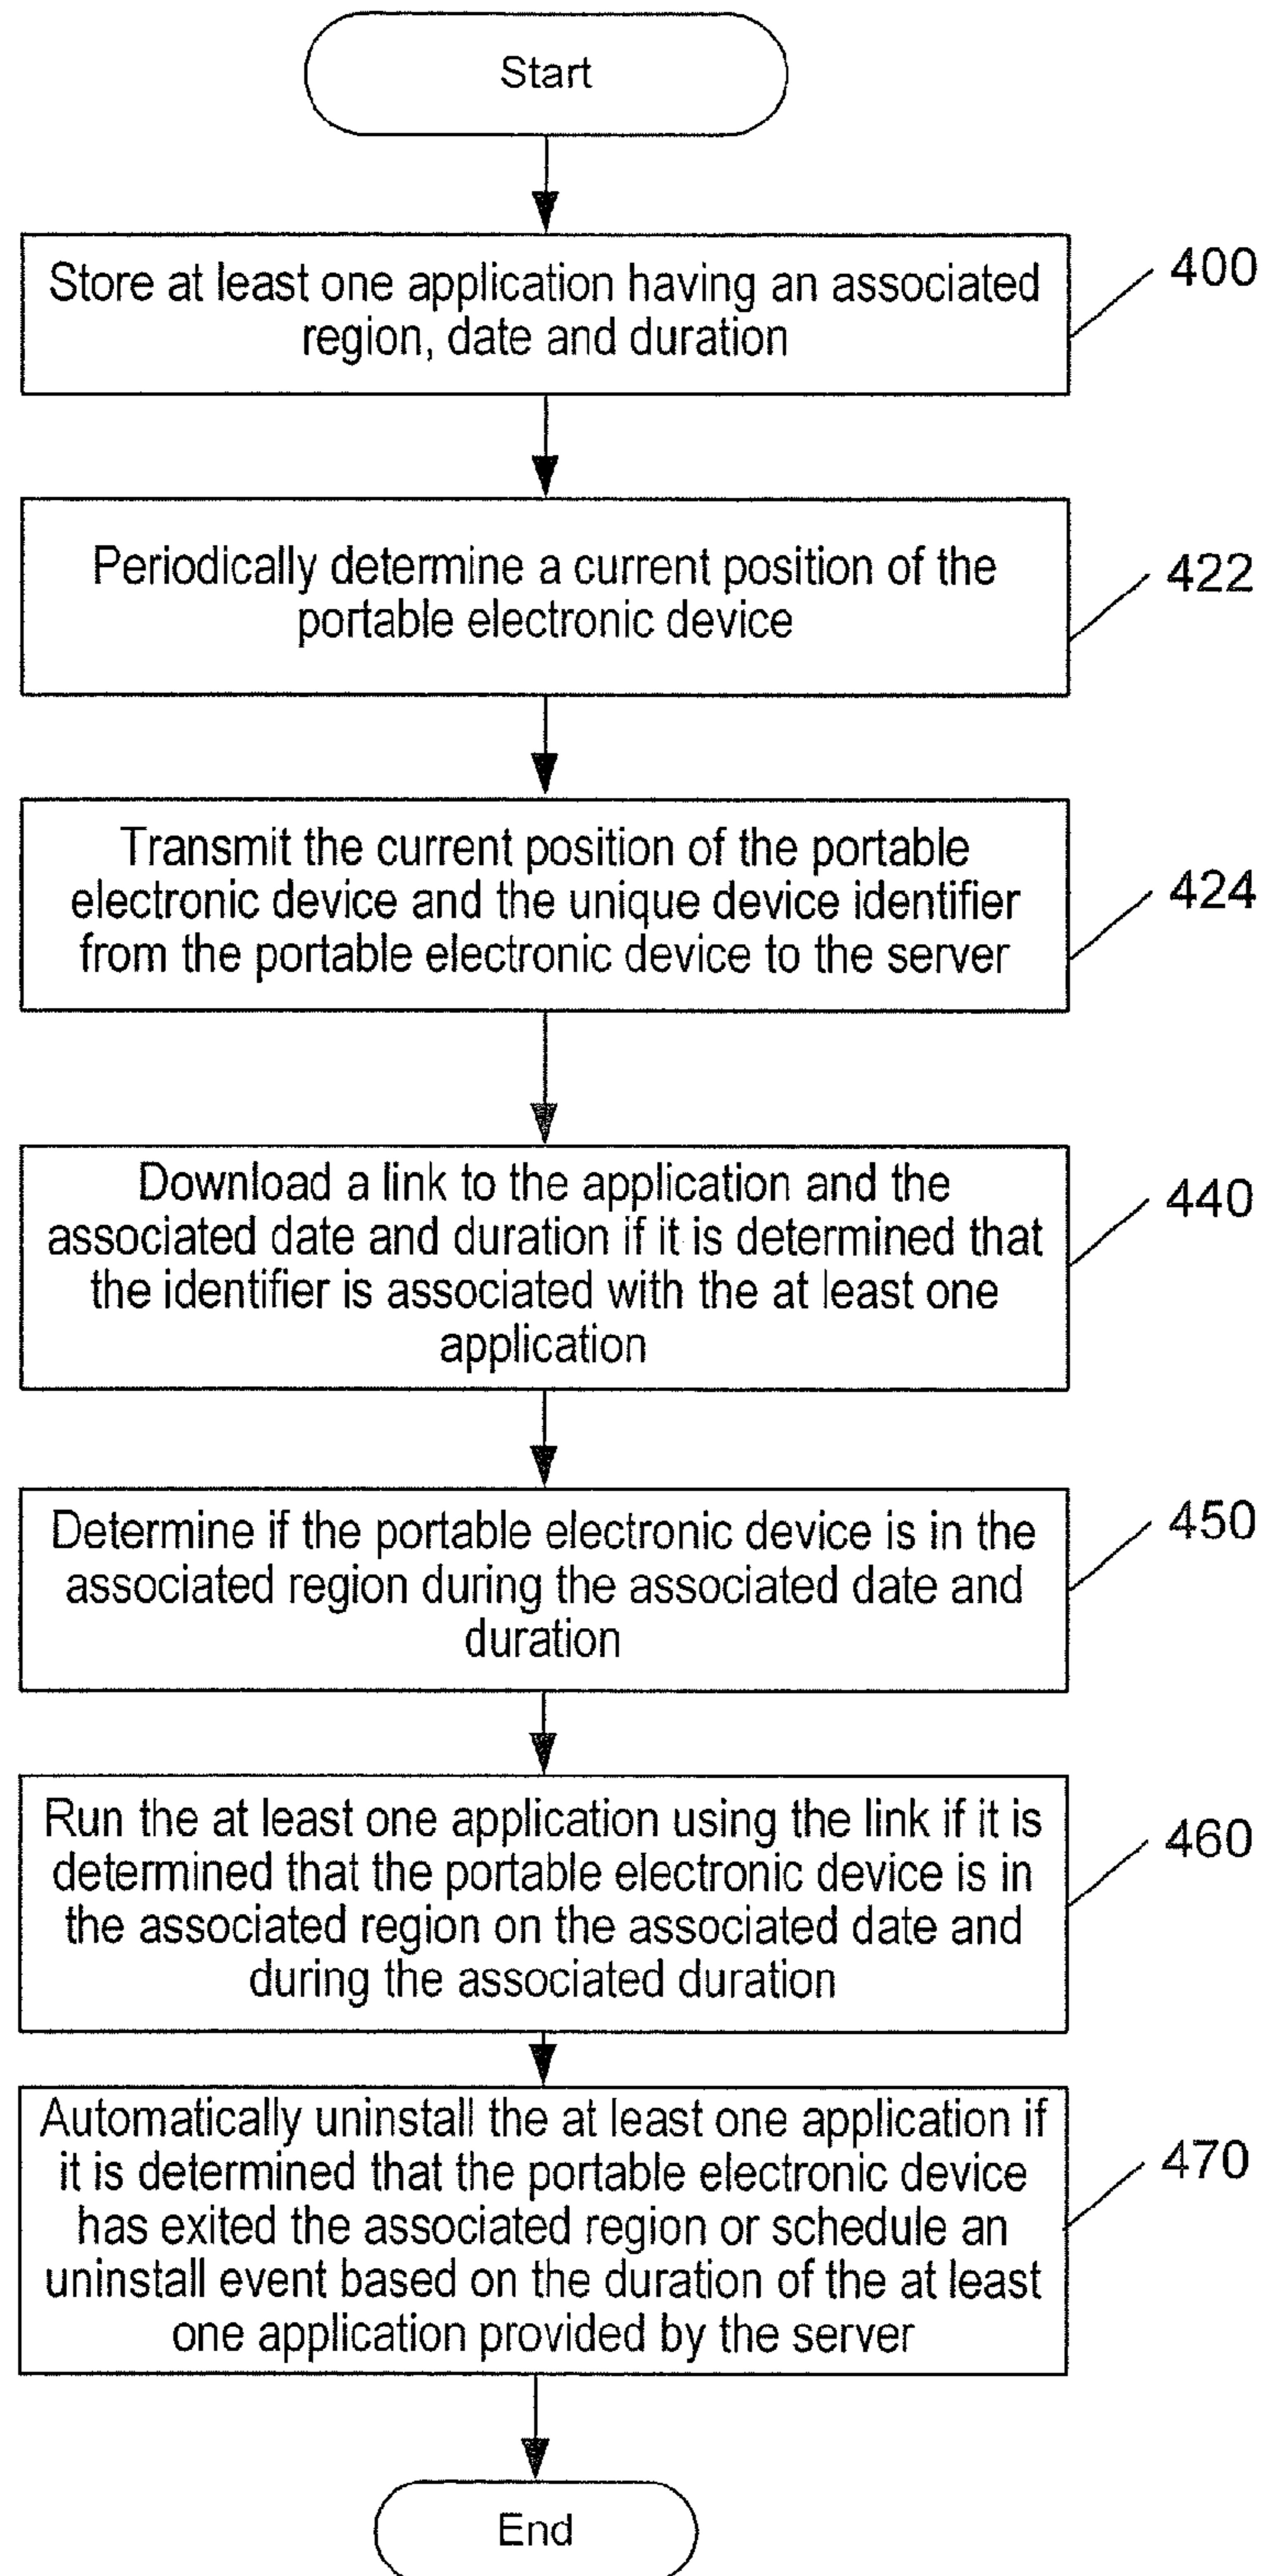 Start
Store at least one application having an associated
region, date and duration
400
Periodically determine a current position of the
portable electronic device
422
Transmit the current position of the portable
electronic device and the unique device identifier
from the portable electronic device to the server
424
Download a link to the application and the
associated date and duration if it is determined that
the identifier is associated with the at least one
application
440
Determine if the portable electronic device is in the
associated region during the associated date and
duration
450
Run the at least one application using the link if it is
determined that the portable electronic device is in
the associated region on the associated date and
during the associated duration
460
Automatically uninstall the at least one application if
it is determined that the portable electronic device
has exited the associated region or schedule an
uninstall event based on the duration of the at least
one application provided by the server
470
End